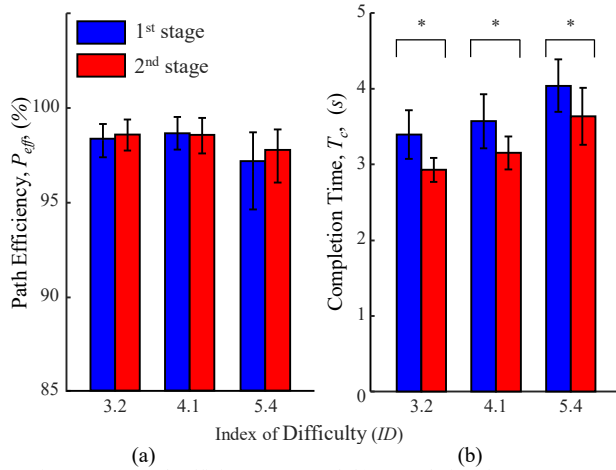 1st stage
2nd stage
Path Efficiency, Peff, (%)
100
95
90
85
3.2
4.1
5.4
(a)
Completion Time, Tc, (s)
5
4
3
2
1
0
*
*
*
3.2
4.1
5.4
(b)
Index of Difficulty (ID)